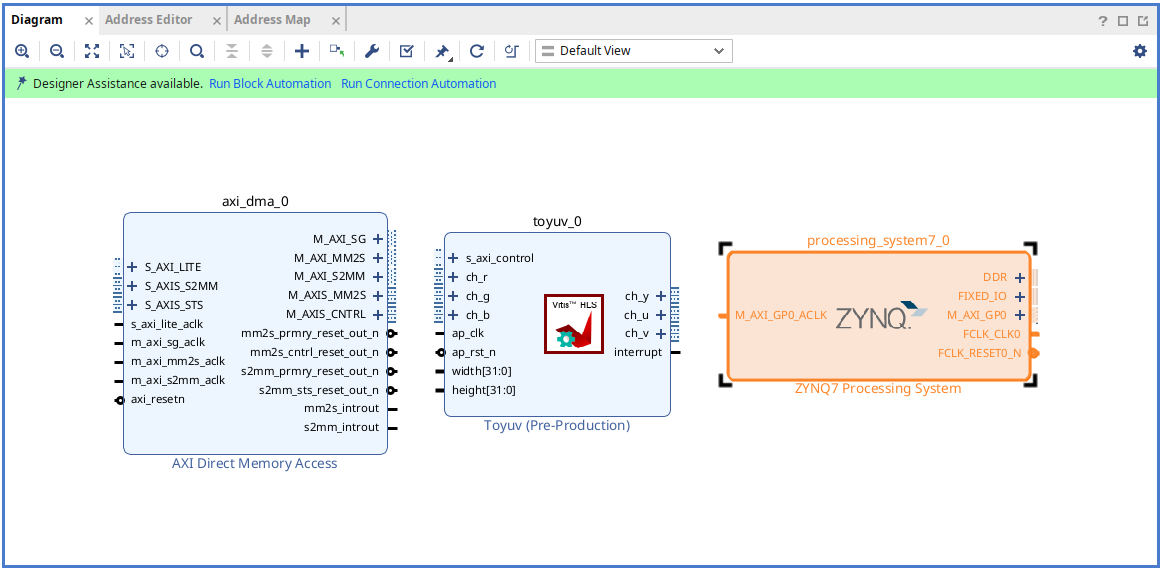 Diagram
Address Editor
Address Map
Default View
Designer Assistance available. Run Block Automation Run Connection Automation
axi_dma_0
M_AXI_SG
M_AXI_MM2S
M_AXI_S2MM
M_AXIS_MM2S
M_AXIS_CNTRL
mm2s_prmry_reset_out_n
mm2s_cntrl_reset_out_n
s2mm_prmry_reset_out_n
s2mm_sts_reset_out_n
mm2s_introut
s2mm_introut
S_AXI_LITE
S_AXIS_S2MM
S_AXIS_STS
s_axi_lite_aclk
m_axi_sg_aclk
m_axi_mm2s_aclk
m_axi_s2mm_aclk
axi_resetn
AXI Direct Memory Access
toyuv_0
s_axi_control
ch_r
ch_g
ch_b
ap_clk
ap_rst_n
width[31:0]
height[31:0]
Vitis™ HLS
ch_y
ch_u
ch_v
interrupt
Toyuv (Pre-Production)
processing_system7_0
M_AXI_GP0_ACLK
ZYNQ.
DDR
FIXED_IO
M_AXI_GP0
FCLK_CLK0
FCLK_RESET0_N
ZYNQ7 Processing System